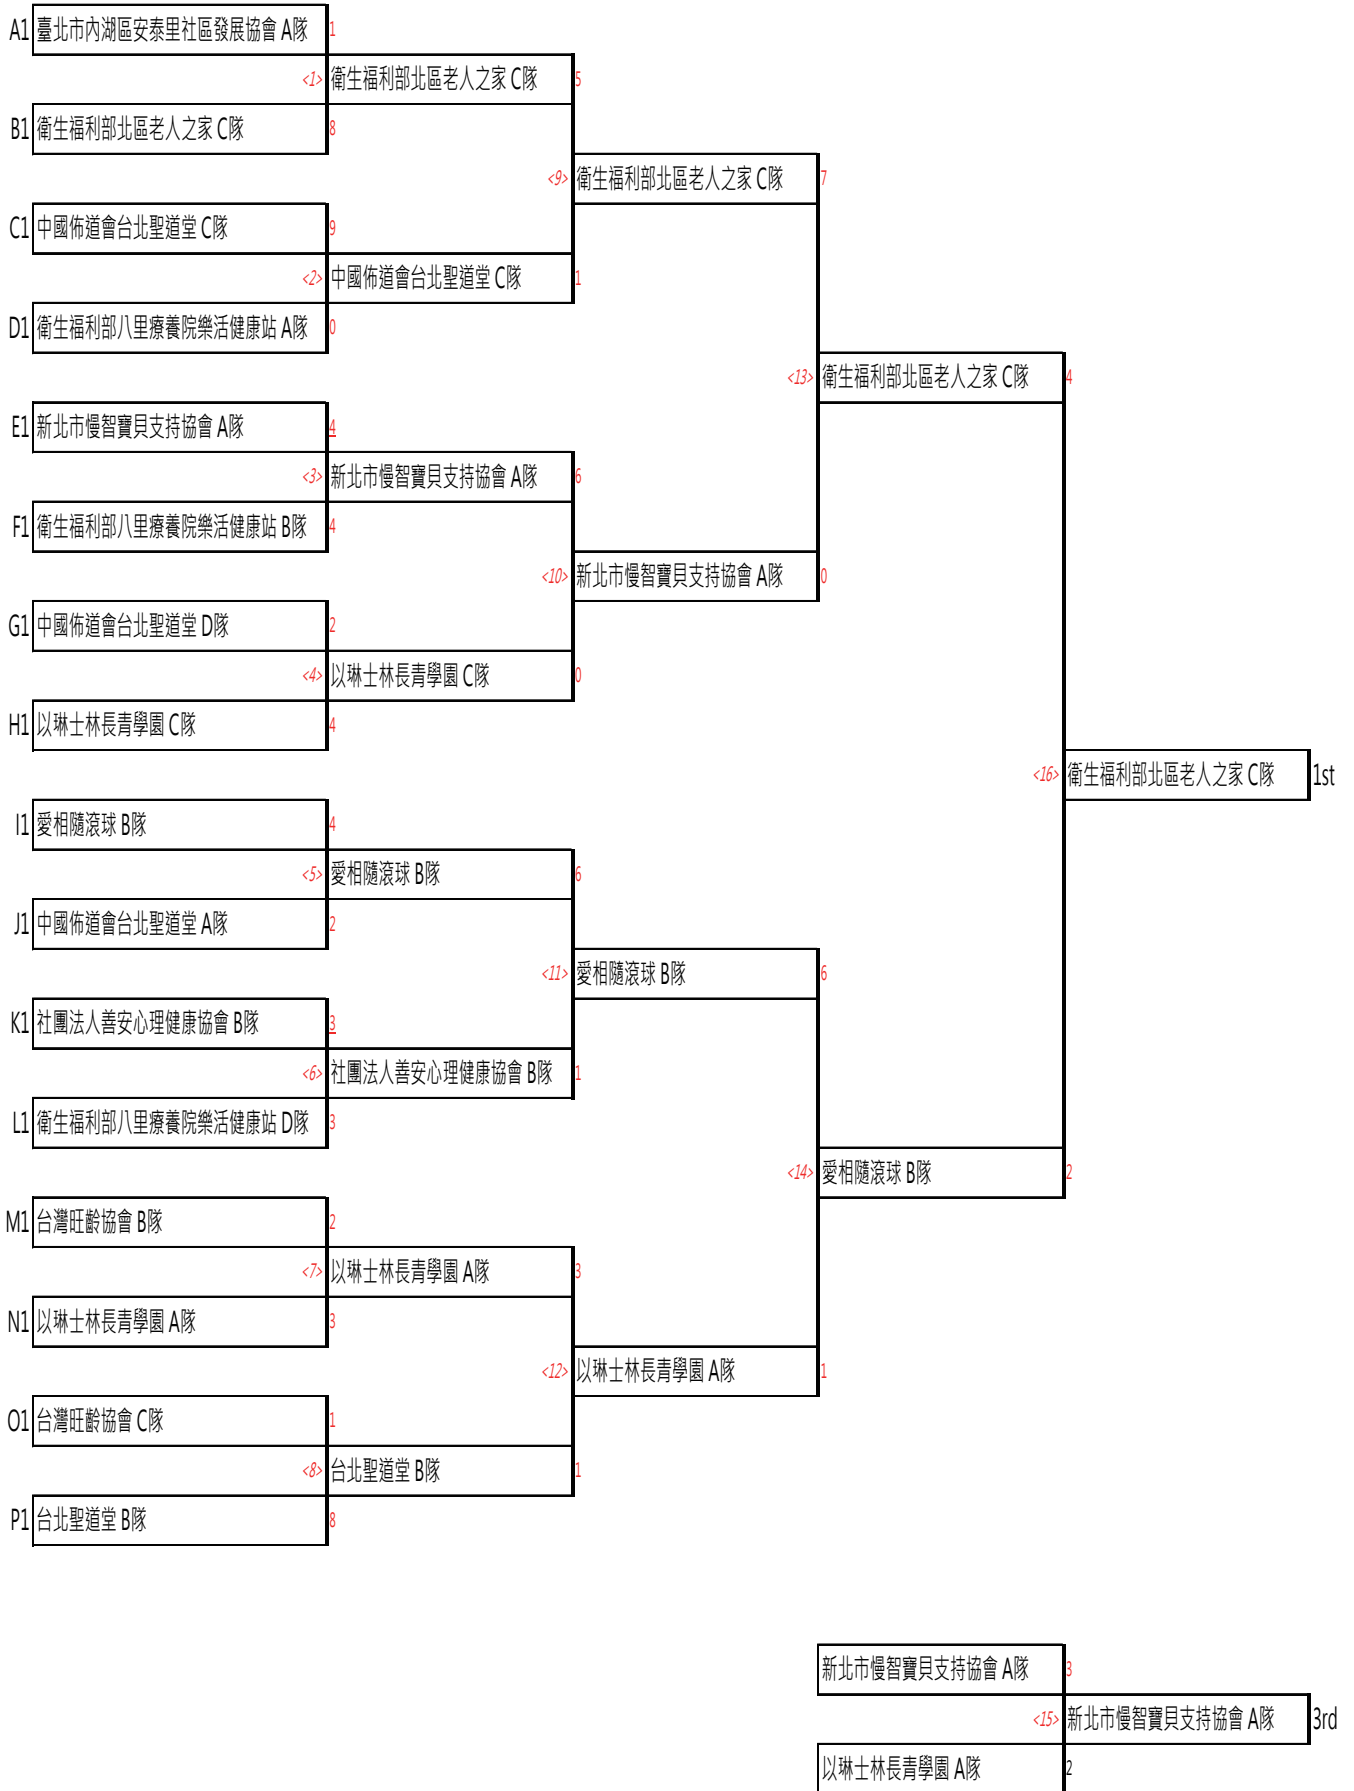 A1 臺北市內湖區安泰里社區發展協會 A隊 1
<1> 衛生福利部北區老人之家 C隊 5
B1 衛生福利部北區老人之家 C隊 8
<9> 衛生福利部北區老人之家 C隊 7
C1 中國佈道會台北聖道堂 C隊 9
<2> 中國佈道會台北聖道堂 C隊 1
D1 衛生福利部八里療養院樂活健康站 A隊 0
<13> 衛生福利部北區老人之家 C隊 4
E1 新北市慢智寶貝支持協會 A隊 4
<3> 新北市慢智寶貝支持協會 A隊 6
F1 衛生福利部八里療養院樂活健康站 B隊 4
<10> 新北市慢智寶貝支持協會 A隊 0
G1 中國佈道會台北聖道堂 D隊 2
<4> 以琳士林長青學園 C隊 0
H1 以琳士林長青學園 C隊 4
<16> 衛生福利部北區老人之家 C隊 1st
I1 愛相隨滾球 B隊 4
<5> 愛相隨滾球 B隊 6
J1 中國佈道會台北聖道堂 A隊 2
<11> 愛相隨滾球 B隊 6
K1 社團法人善安心理健康協會 B隊 3
<6> 社團法人善安心理健康協會 B隊 1
L1 衛生福利部八里療養院樂活健康站 D隊 3
<14> 愛相隨滾球 B隊 2
M1 台灣旺齡協會 B隊 2
<7> 以琳士林長青學園 A隊 3
N1 以琳士林長青學園 A隊 3
<12> 以琳士林長青學園 A隊 1
O1 台灣旺齡協會 C隊 1
<8> 台北聖道堂 B隊 1
P1 台北聖道堂 B隊 8
新北市慢智寶貝支持協會 A隊 3
<15> 新北市慢智寶貝支持協會 A隊 3rd
以琳士林長青學園 A隊 2